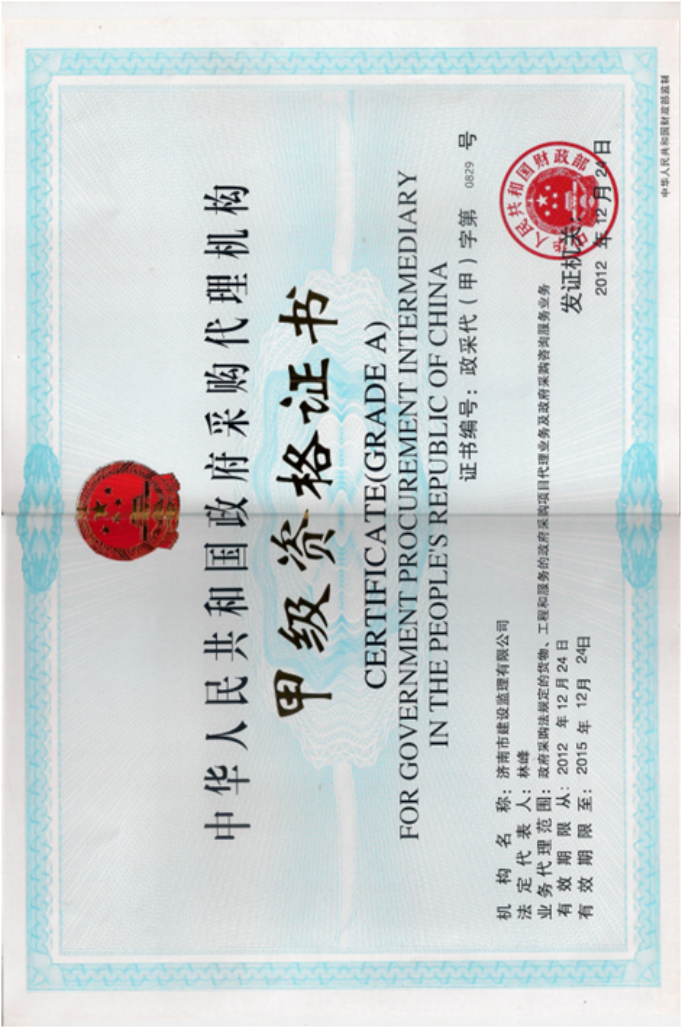 中华人民共和国政府采购代理机构
甲级资格证书
CERTIFICATE(GRADE A)
FOR GOVERNMENT PROCUREMENT INTERMEDIARY
IN THE PEOPLE'S REPUBLIC OF CHINA
证书编号：政采代（甲）字第 0829 号
机构名称：济南市建设监理有限公司
法定代表人：林峰
业务代理范围：政府采购法规定的货物、工程和服务的政府采购项目代理业务及政府采购咨询服务业务
有效期限从：2012 年 12 月 24 日
有效期限至：2015 年 12月 24日
中华人民共和国财政部
发证机关：
2012 年 12 月 24 日
中华人民共和国财政部监制